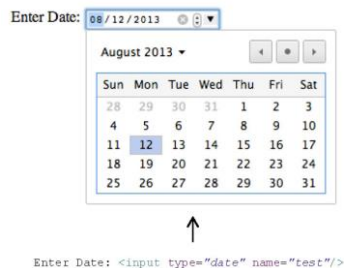 Enter Date: 08/12/2013
August 2013
Sun Mon Tue Wed Thu Fri Sat
28 29 30 31 1 2 3
4 5 6 7 8 9 10
11 12 13 14 15 16 17
18 19 20 21 22 23 24
25 26 27 28 29 30 31
Enter Date: <input type="date" name="test"/>